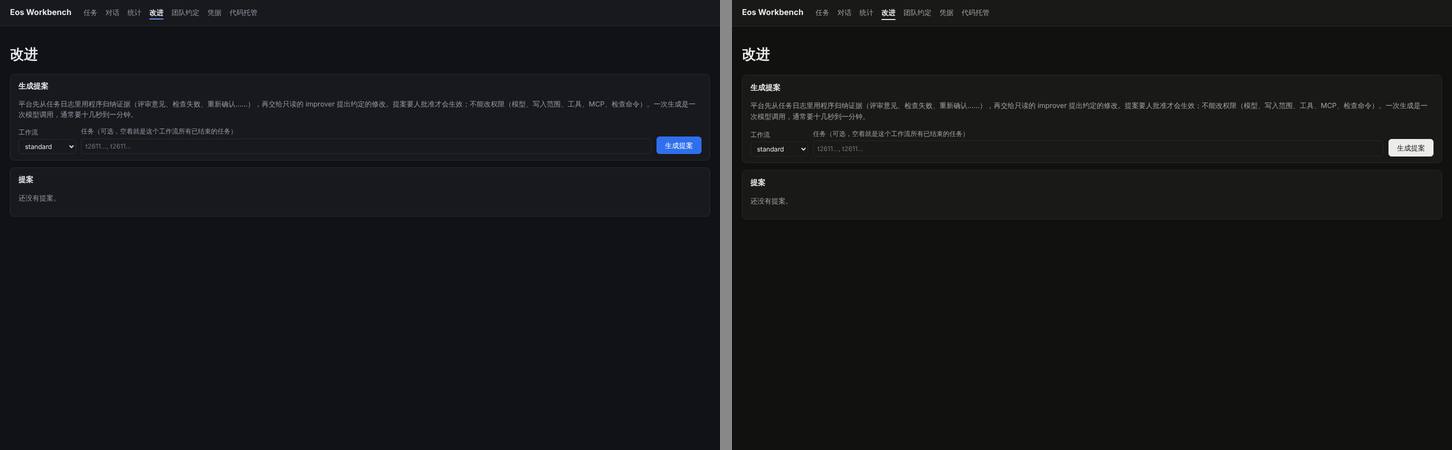 Eos Workbench 任务 对话 统计 改进 团队约定 凭据 代码托管
改进
生成提案
平台先从任务日志里用程序归纳证据（评审意见、检查失败、重新确认……），再交给只读的 improver 提出约定的修改。提案要人批准才会生效；不能改权限（模型、写入范围、工具、MCP、检查命令）。一次生成是一
次模型调用，通常要十几秒到一分钟。
工作流 任务（可选，空着就是这个工作流所有已结束的任务）
standard t2611…, t2611… 生成提案
提案
还没有提案。
Eos Workbench 任务 对话 统计 改进 团队约定 凭据 代码托管
改进
生成提案
平台先从任务日志里用程序归纳证据（评审意见、检查失败、重新确认……），再交给只读的 improver 提出约定的修改。提案要人批准才会生效；不能改权限（模型、写入范围、工具、MCP、检查命令）。一次生成是一
次模型调用，通常要十几秒到一分钟。
工作流 任务（可选，空着就是这个工作流所有已结束的任务）
standard t2611…, t2611… 生成提案
提案
还没有提案。